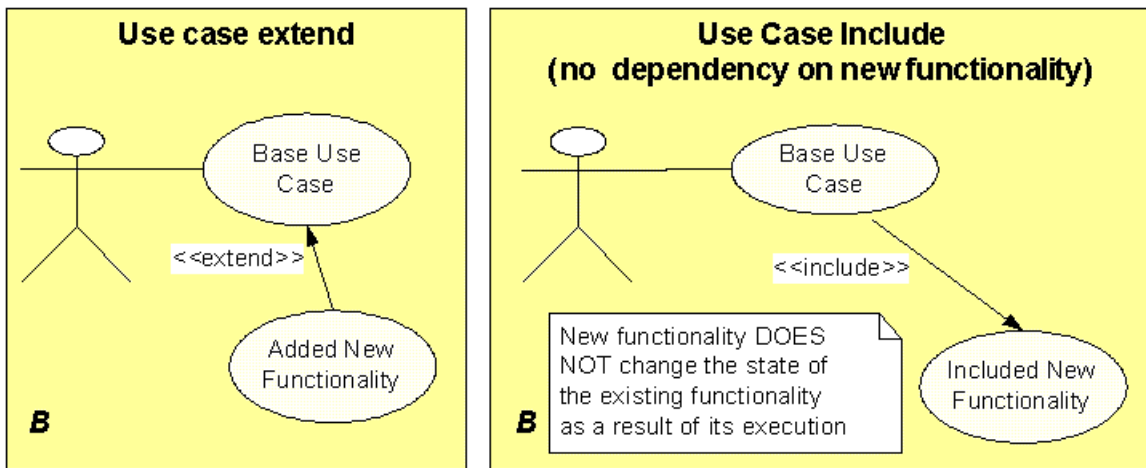 Use case extend
Base Use
Case
<<extend>>
Added New
Functionality
B
Use Case Include
(no dependency on new functionality)
Base Use
Case
<<include>>
New functionality DOES
NOT change the state of
the existing functionality
as a result of its execution
Included New
Functionality
B